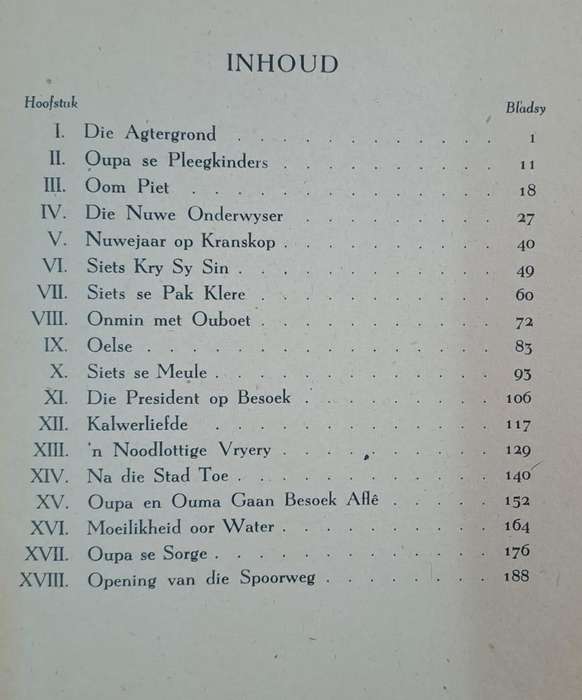 INHOUD
Hoofstuk Bladsy
I. Die Agtergrond . . . . . . . . . . . 1
II. Oupa se Pleegkinders . . . . . . . . . 11
III. Oom Piet . . . . . . . . . . . . . 18
IV. Die Nuwe Onderwyser . . . . . . . . 27
V. Nuwejaar op Kranskop . . . . . . . . . 40
VI. Siets Kry Sy Sin . . . . . . . . . . . 49
VII. Siets se Pak Klere . . . . . . . . . . 60
VIII. Onmin met Ouboet . . . . . . . . . . 72
IX. Oelse . . . . . . . . . . . . . . . 83
X. Siets se Meule . . . . . . . . . . . . 93
XI. Die President op Besoek . . . . . . . . 106
XII. Kalwerliefde . . . . . . . . . . . . 117
XIII. 'n Noodlottige Vryery . . . . . . . . . 129
XIV. Na die Stad Toe . . . . . . . . . . . 140
XV. Oupa en Ouma Gaan Besoek Aflê . . . . . 152
XVI. Moeilikheid oor Water . . . . . . . . . 164
XVII. Oupa se Sorge . . . . . . . . . . . . 176
XVIII. Opening van die Spoorweg . . . . . . . 188